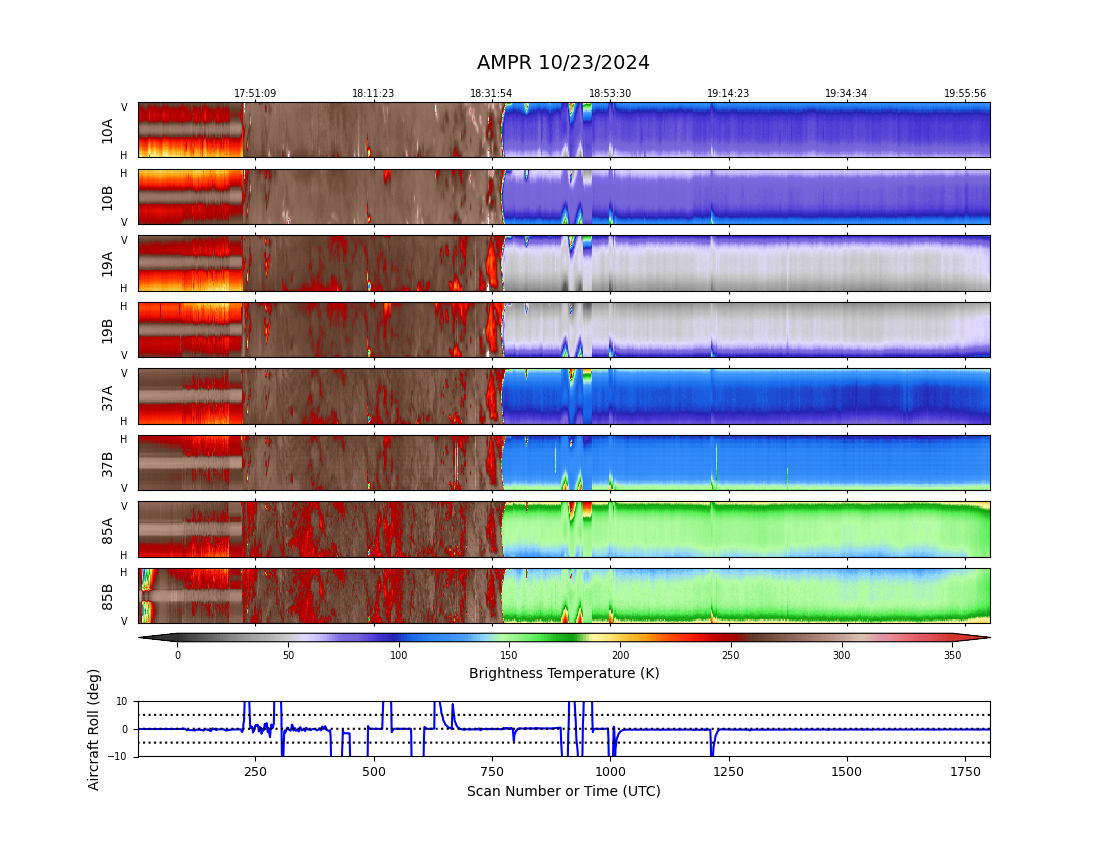 AMPR 10/23/2024
17:51:09 18:11:23 18:31:54 18:53:30 19:14:23 19:34:34 19:55:56
V
10A
H
H
10B
V
V
19A
H
H
19B
V
V
37A
H
H
37B
V
V
85A
H
H
85B
V
0 50 100 150 200 250 300 350
Brightness Temperature (K)
Aircraft Roll (deg)
10
0
−10
250 500 750 1000 1250 1500 1750
Scan Number or Time (UTC)